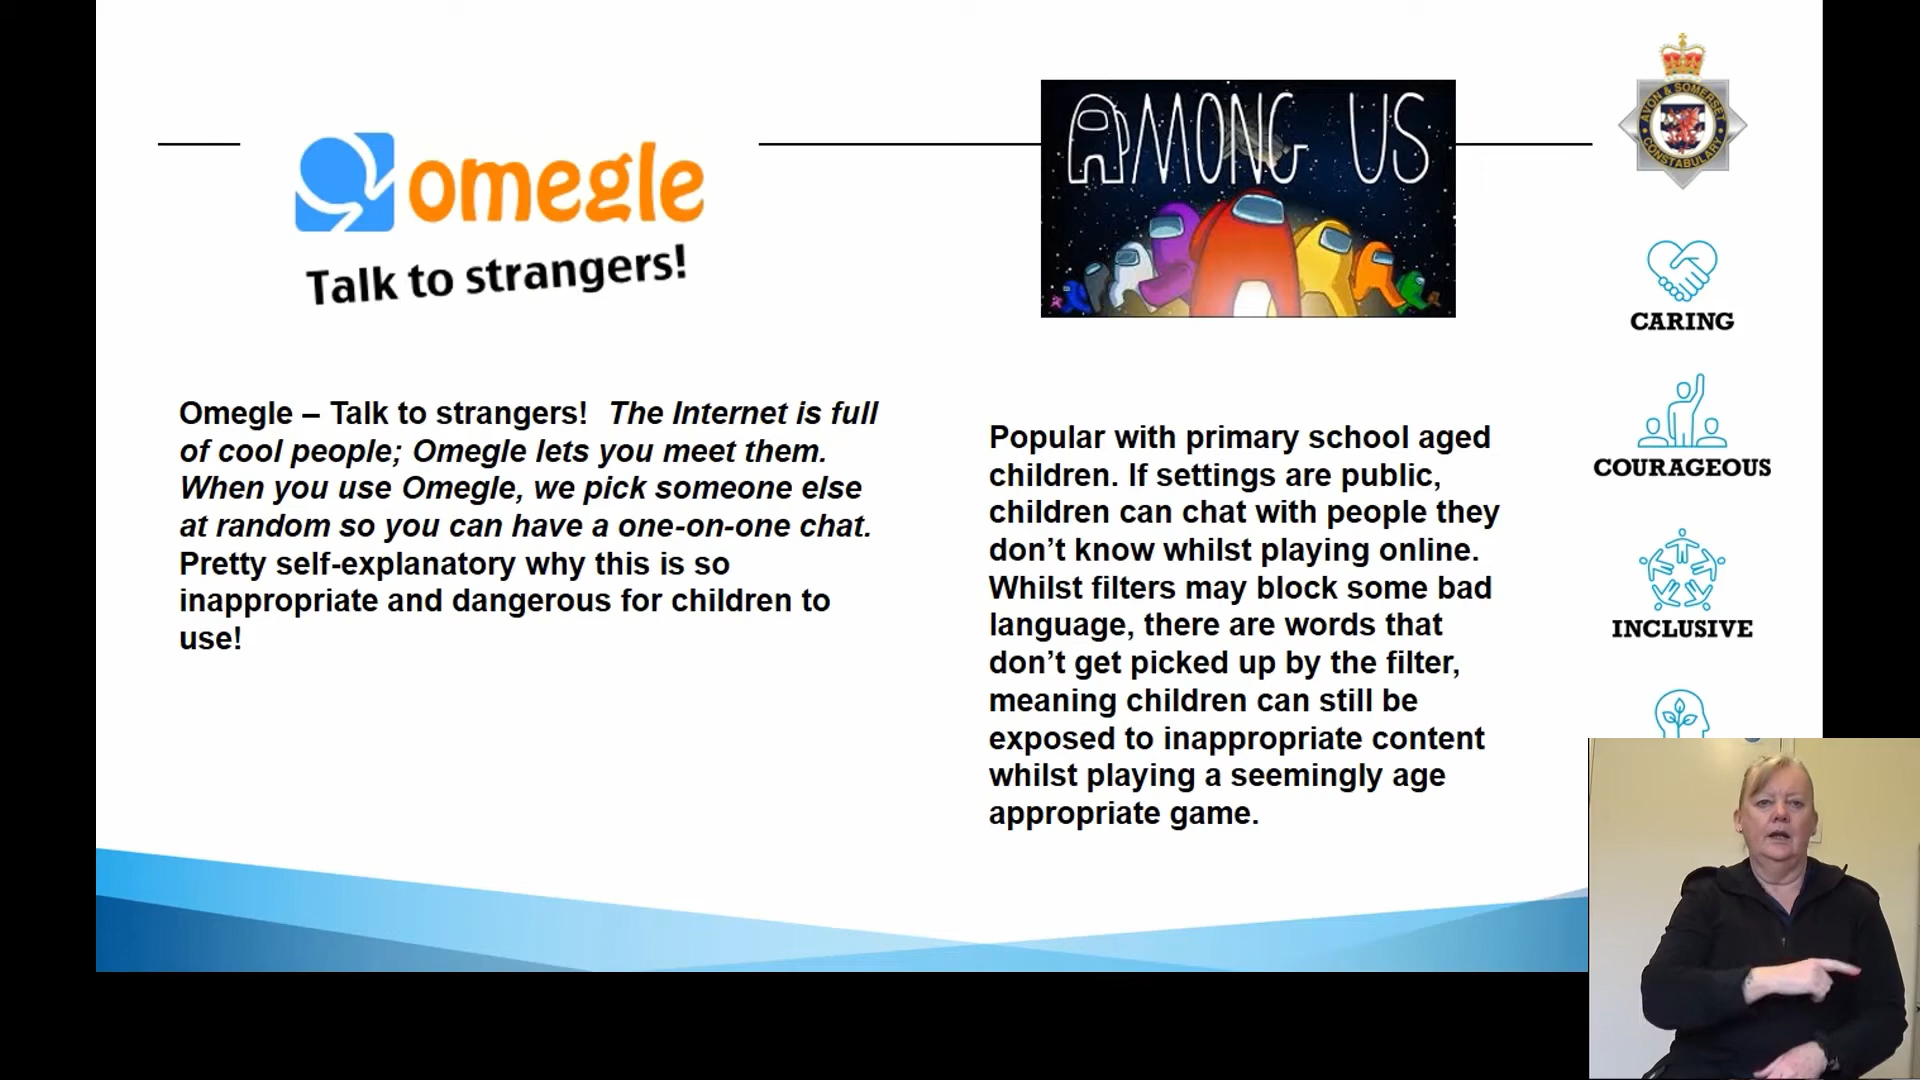 omegle
Talk to strangers!
AMONG US
AVON & SOMERSET
CONSTABULARY
CARING
COURAGEOUS
INCLUSIVE
Omegle – Talk to strangers!  The Internet is full
of cool people; Omegle lets you meet them.
When you use Omegle, we pick someone else
at random so you can have a one-on-one chat.
Pretty self-explanatory why this is so
inappropriate and dangerous for children to
use!
Popular with primary school aged
children. If settings are public,
children can chat with people they
don’t know whilst playing online.
Whilst filters may block some bad
language, there are words that
don’t get picked up by the filter,
meaning children can still be
exposed to inappropriate content
whilst playing a seemingly age
appropriate game.